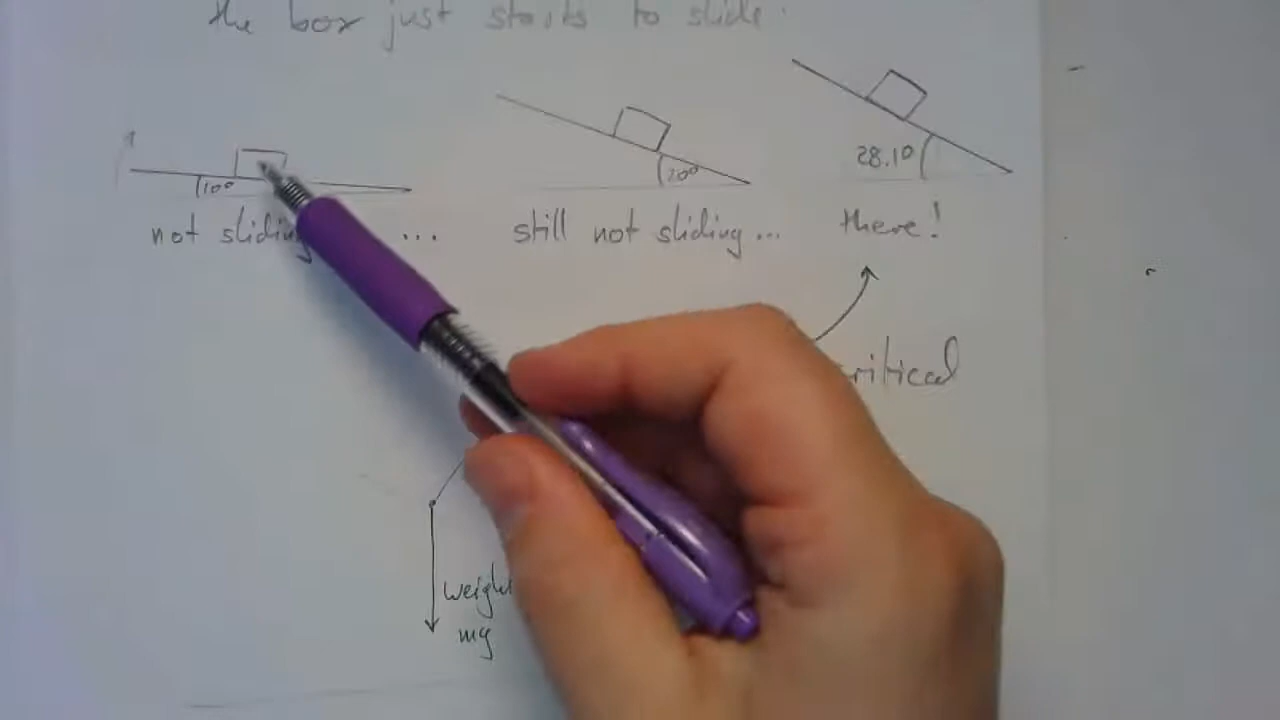 the box just starts to slide.
10° 20° 28.1°
not sliding ... still not sliding... there!
critical
weight
mg